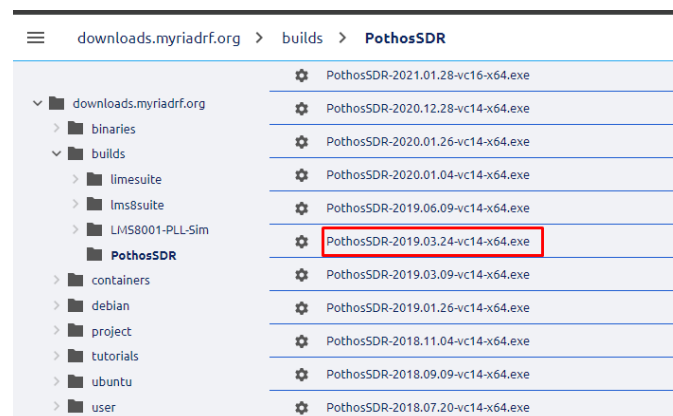 downloads.myriadrf.org > builds > PothosSDR
downloads.myriadrf.org
binaries
builds
limesuite
lms8suite
LMS8001-PLL-Sim
PothosSDR
containers
debian
project
tutorials
ubuntu
user
PothosSDR-2021.01.28-vc16-x64.exe
PothosSDR-2020.12.28-vc14-x64.exe
PothosSDR-2020.01.26-vc14-x64.exe
PothosSDR-2020.01.04-vc14-x64.exe
PothosSDR-2019.06.09-vc14-x64.exe
PothosSDR-2019.03.24-vc14-x64.exe
PothosSDR-2019.03.09-vc14-x64.exe
PothosSDR-2019.01.26-vc14-x64.exe
PothosSDR-2018.11.04-vc14-x64.exe
PothosSDR-2018.09.09-vc14-x64.exe
PothosSDR-2018.07.20-vc14-x64.exe